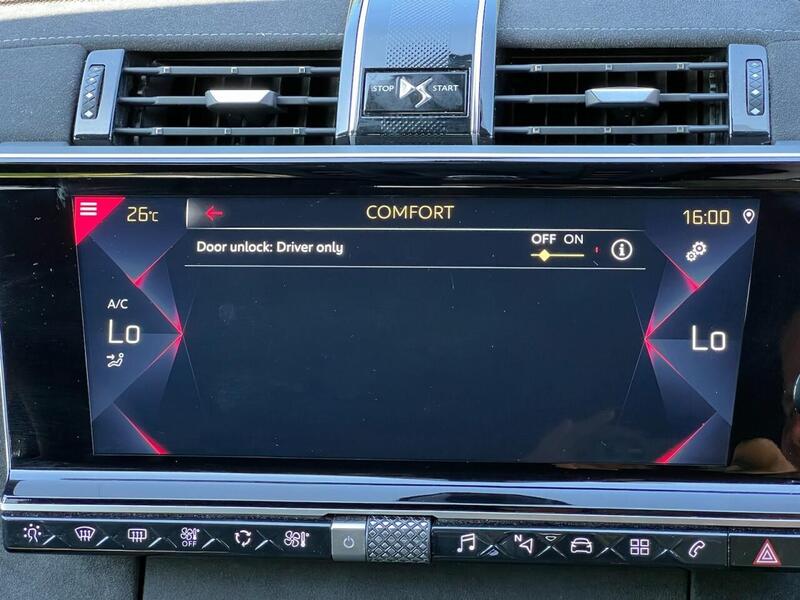 STOP START
26°C
COMFORT
16:00
Door unlock: Driver only
OFF ON
i
A/C
Lo
Lo
OFF
N